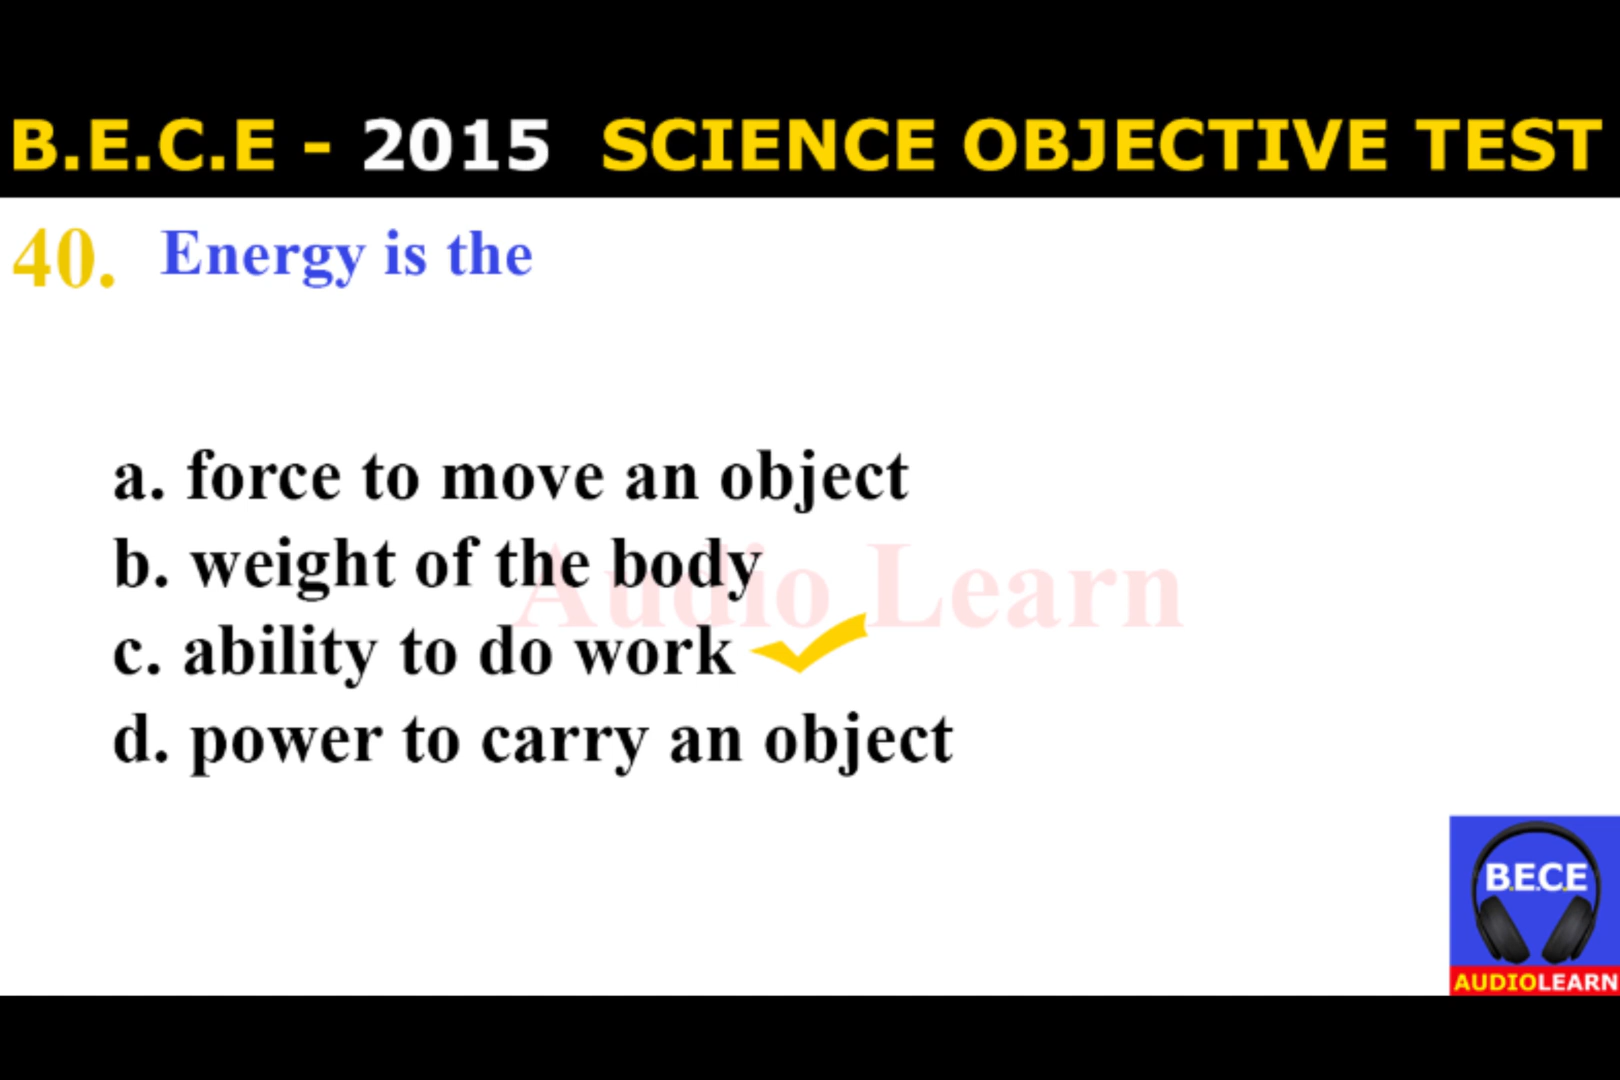 B.E.C.E - 2015 SCIENCE OBJECTIVE TEST
40. Energy is the
a. force to move an object
b. weight of the body
Audio Learn
c. ability to do work
d. power to carry an object
B.E.C.E
AUDIOLEARN